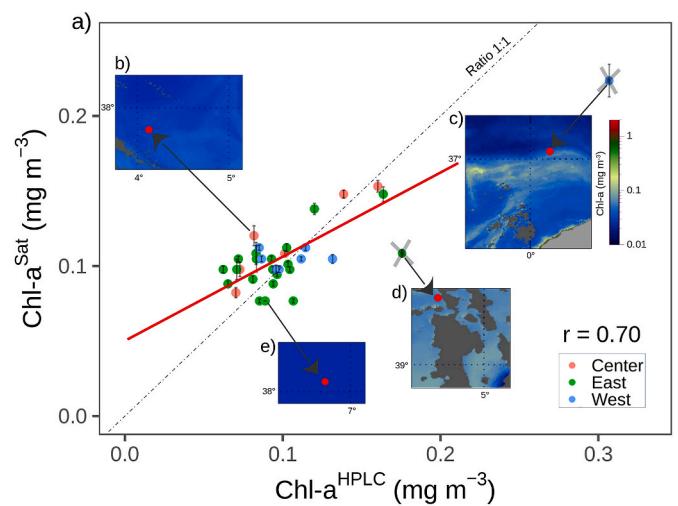 a)
Ratio 1:1
b)
38°
4°
5°
c)
37°
0°
Chl-a (mg m⁻³)
1
0.1
0.01
d)
39°
5°
e)
38°
7°
r = 0.70
Center
East
West
0.2
0.1
0.0
Chl-a^Sat (mg m⁻³)
0.0
0.1
0.2
0.3
Chl-a^HPLC (mg m⁻³)